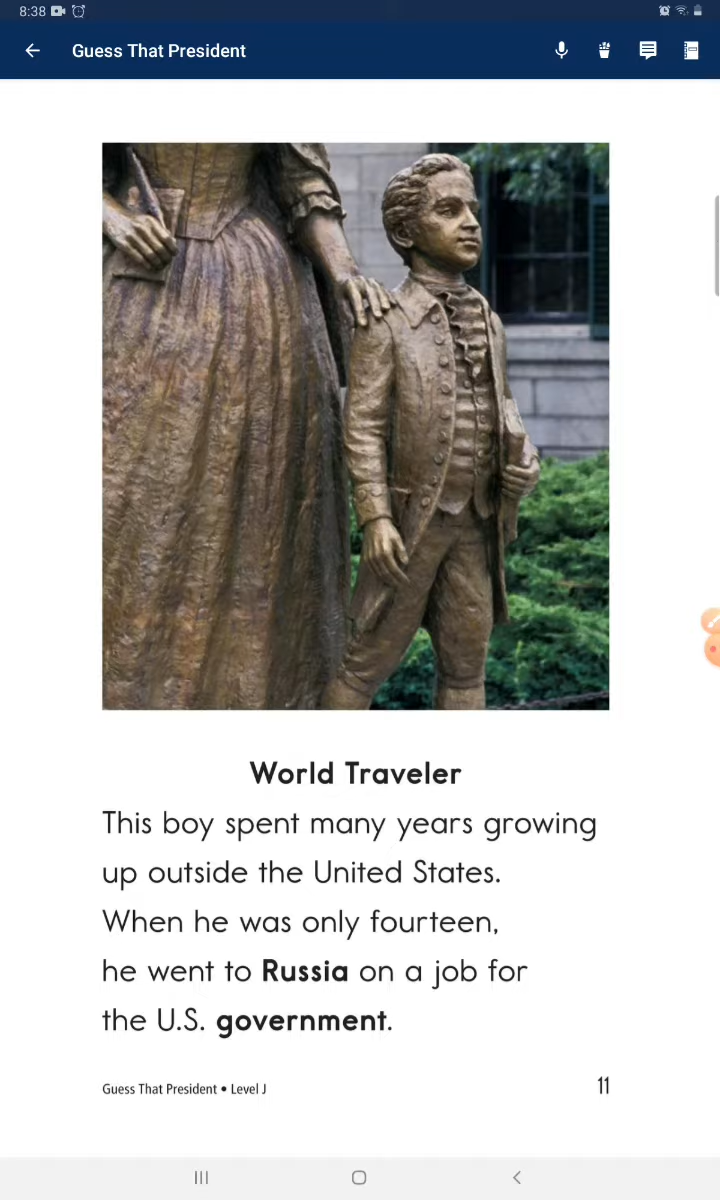 8:38
Guess That President
World Traveler
This boy spent many years growing
up outside the United States.
When he was only fourteen,
he went to Russia on a job for
the U.S. government.
Guess That President • Level J
11